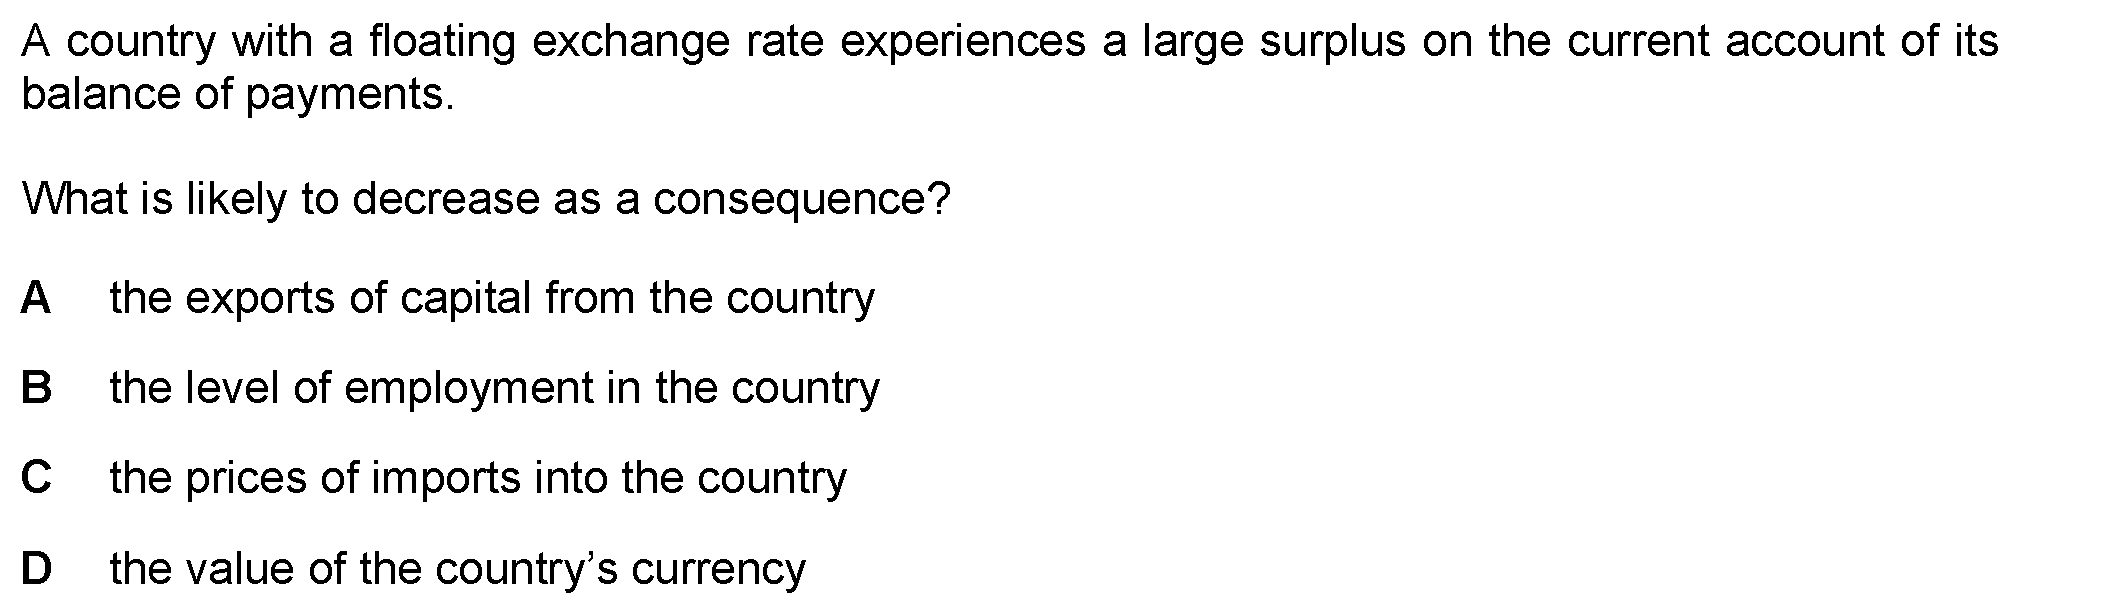 A country with a floating exchange rate experiences a large surplus on the current account of its
balance of payments.
What is likely to decrease as a consequence?
A the exports of capital from the country
B the level of employment in the country
C the prices of imports into the country
D the value of the country’s currency